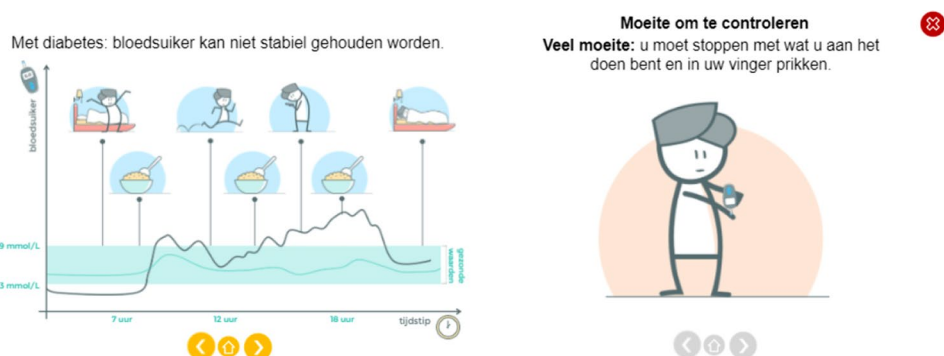 Met diabetes: bloedsuiker kan niet stabiel gehouden worden.
bloedsuiker
9 mmol/L
3 mmol/L
gezonde
waarden
7 uur
12 uur
18 uur
tijdstip
Moeite om te controleren
Veel moeite: u moet stoppen met wat u aan het
doen bent en in uw vinger prikken.